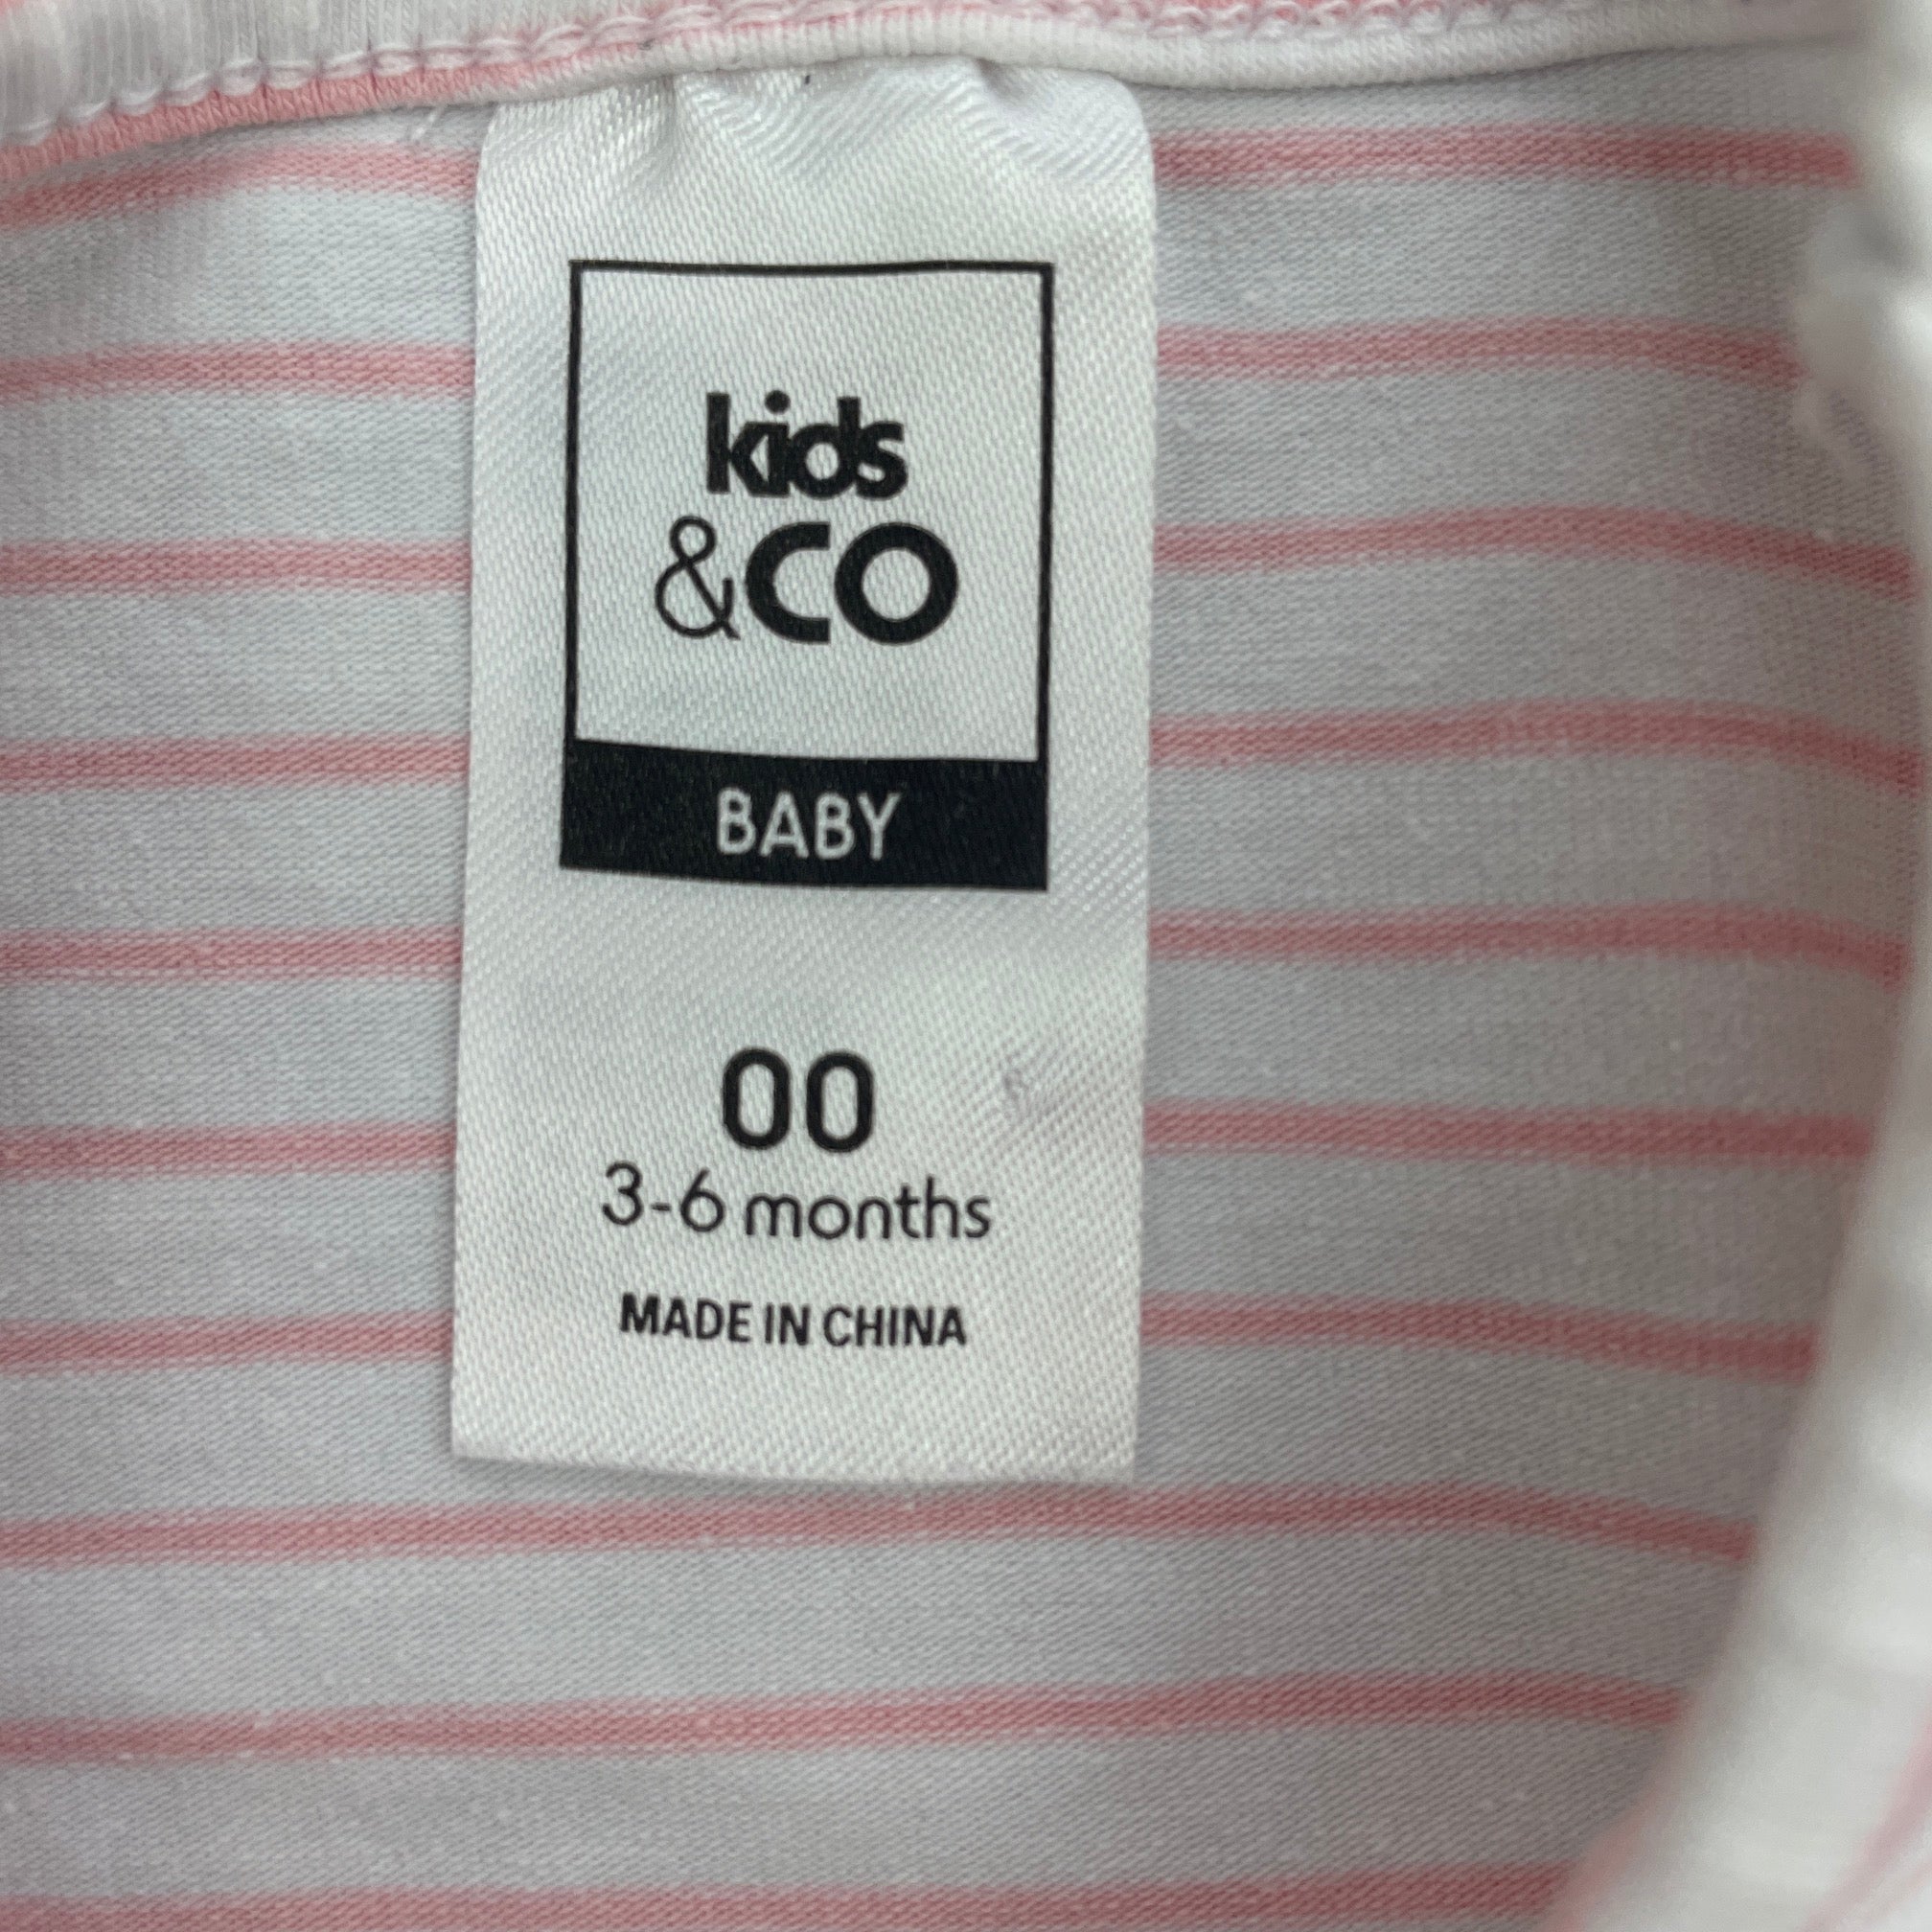 kids
&CO
BABY
00
3-6 months
MADE IN CHINA